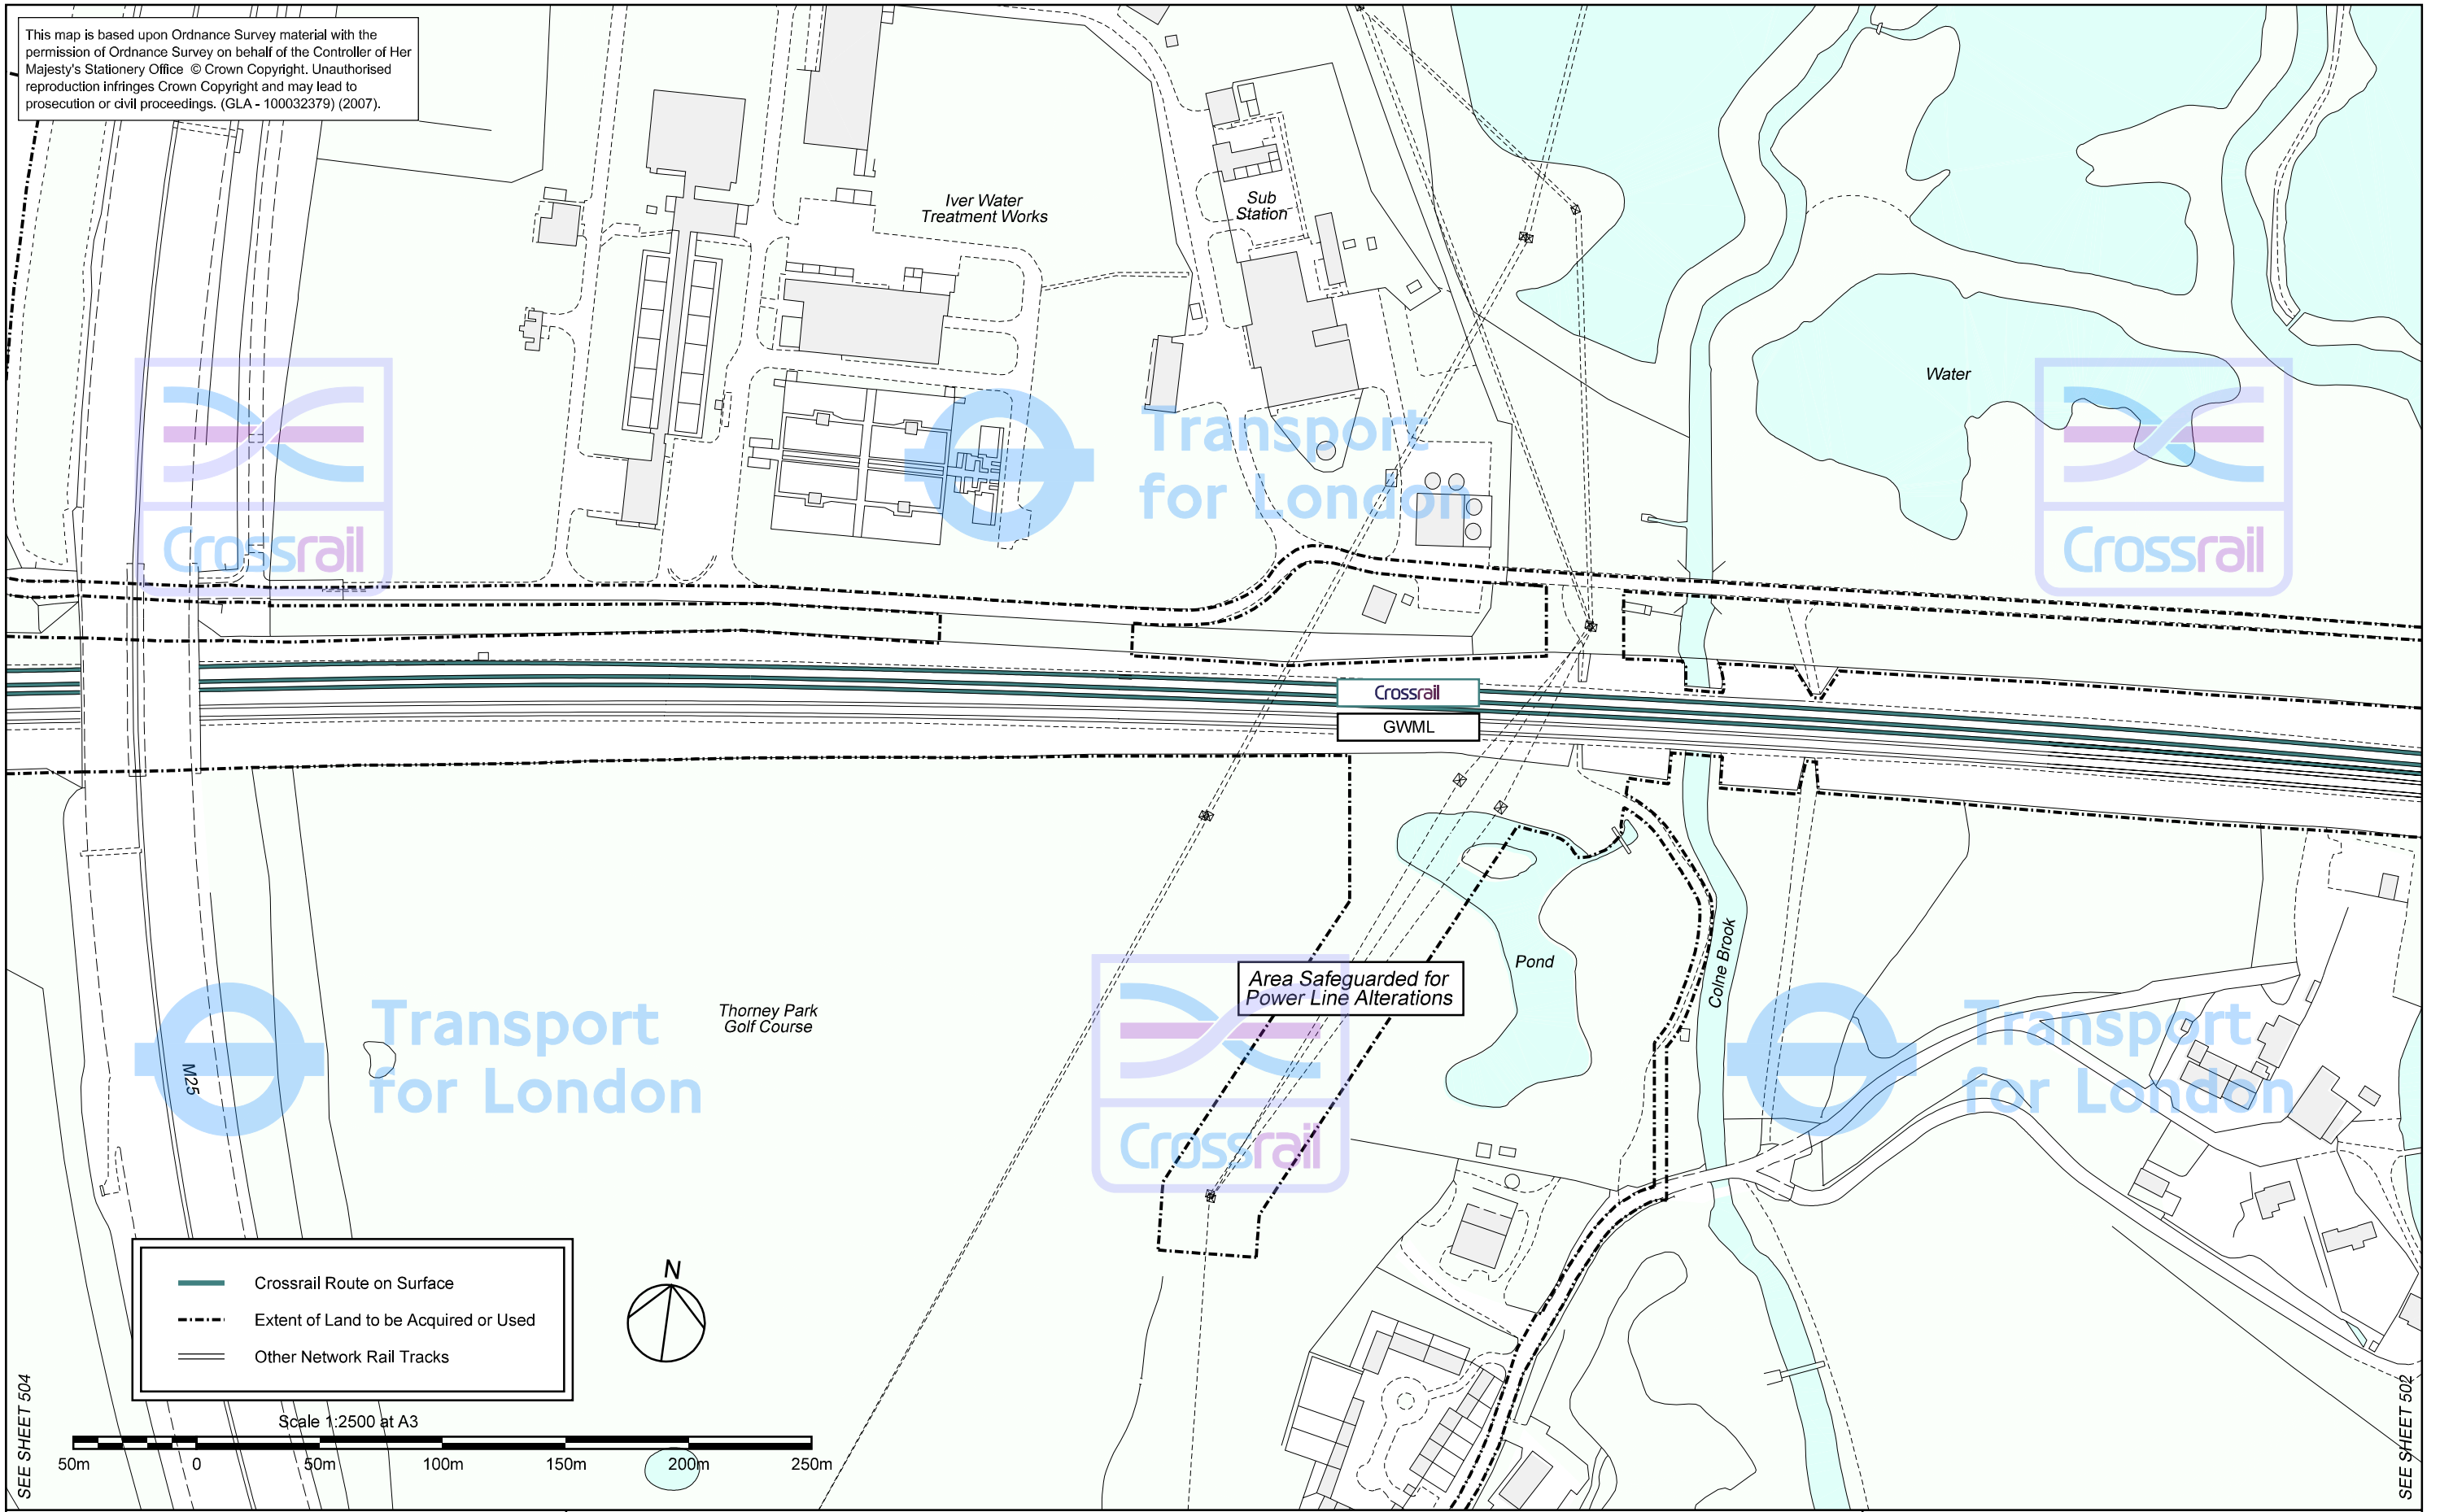 This map is based upon Ordnance Survey material with the
permission of Ordnance Survey on behalf of the Controller of Her
Majesty's Stationery Office © Crown Copyright. Unauthorised
reproduction infringes Crown Copyright and may lead to
prosecution or civil proceedings. (GLA - 100032379) (2007).
Iver Water
Treatment Works
Sub
Station
Water
Crossrail
Transport
for London
Crossrail
Crossrail
GWML
Pond
Colne Brook
Area Safeguarded for
Power Line Alterations
Thorney Park
Golf Course
Transport
for London
M25
Crossrail
Transport
for London
Crossrail Route on Surface
Extent of Land to be Acquired or Used
Other Network Rail Tracks
N
Scale 1:2500 at A3
50m 0 50m 100m 150m 200m 250m
SEE SHEET 504
SEE SHEET 502